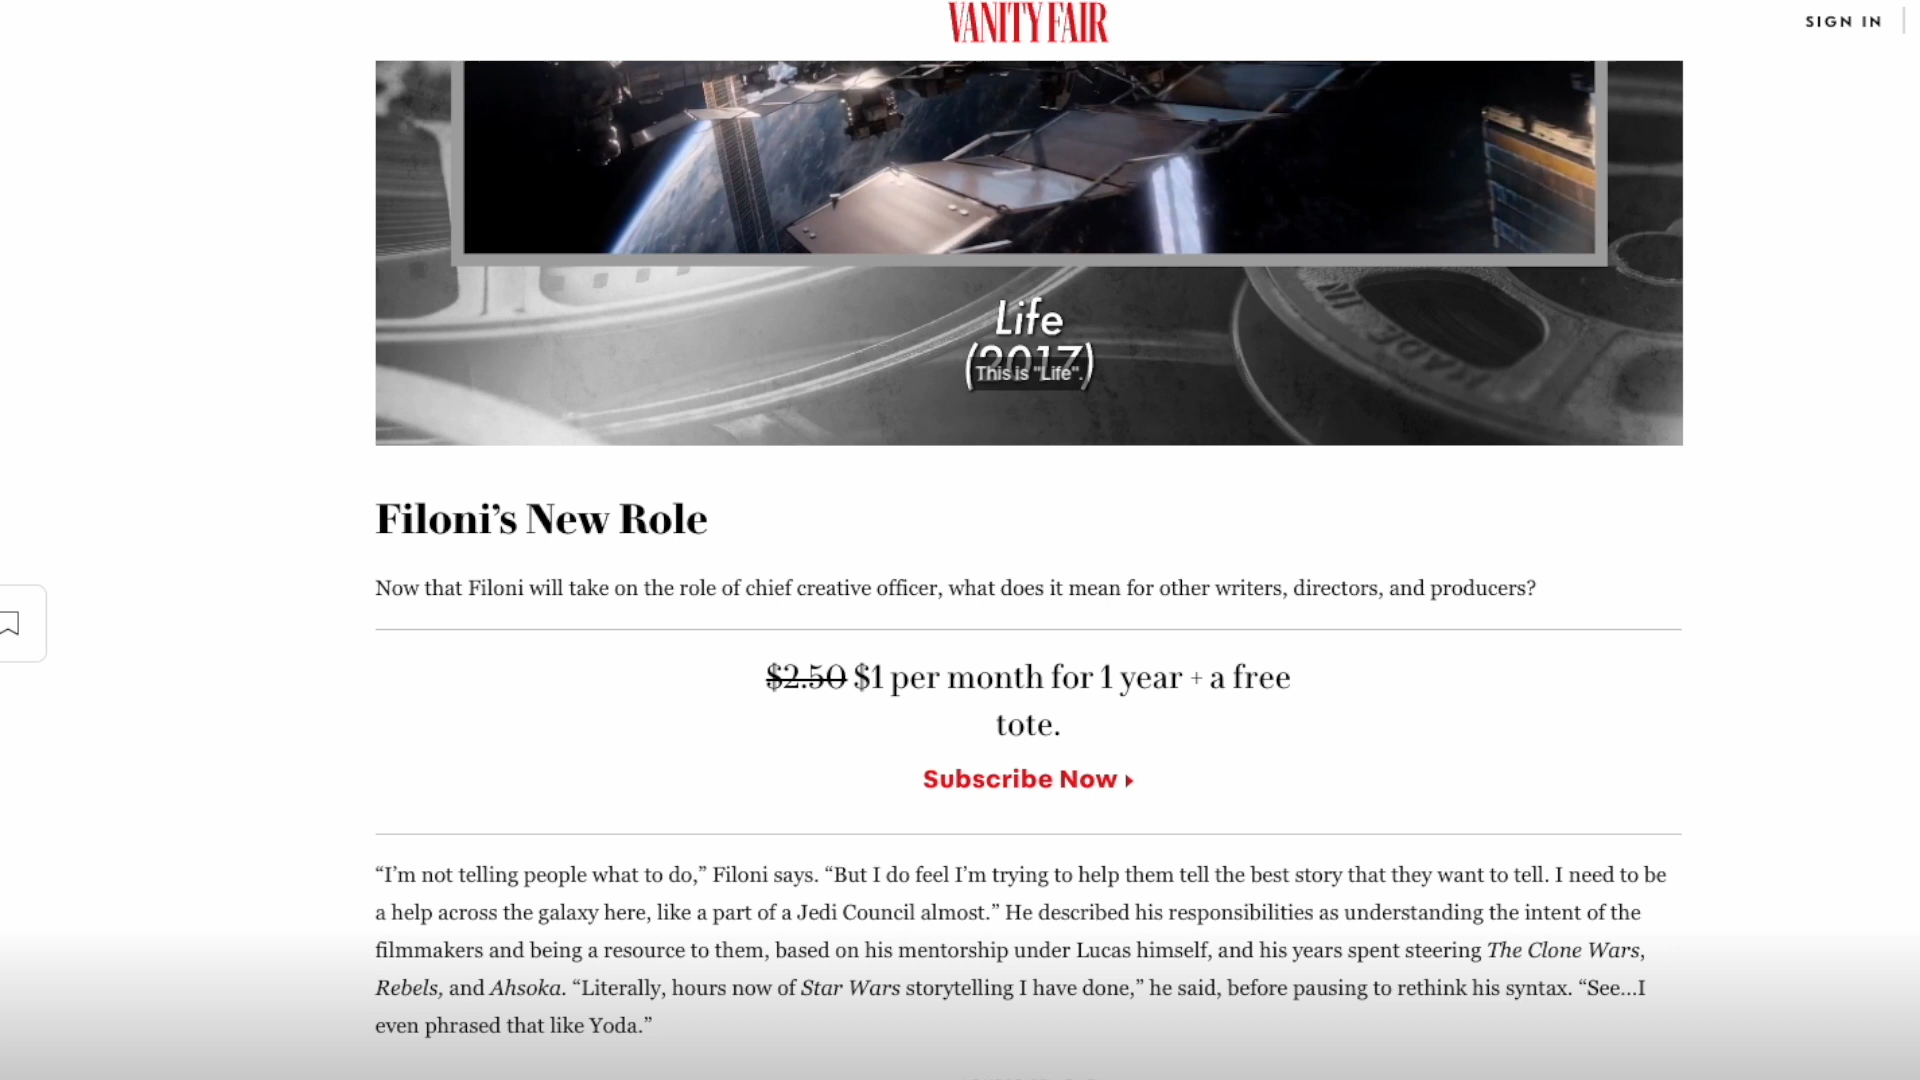 VANITY FAIR
SIGN IN
MADE IN
Life
(2017)
This is "Life".
Filoni’s New Role
Now that Filoni will take on the role of chief creative officer, what does it mean for other writers, directors, and producers?
$2.50 $1 per month for 1 year + a free
tote.
Subscribe Now
“I’m not telling people what to do,” Filoni says. “But I do feel I’m trying to help them tell the best story that they want to tell. I need to be
a help across the galaxy here, like a part of a Jedi Council almost.” He described his responsibilities as understanding the intent of the
filmmakers and being a resource to them, based on his mentorship under Lucas himself, and his years spent steering The Clone Wars,
Rebels, and Ahsoka. “Literally, hours now of Star Wars storytelling I have done,” he said, before pausing to rethink his syntax. “See…I
even phrased that like Yoda.”